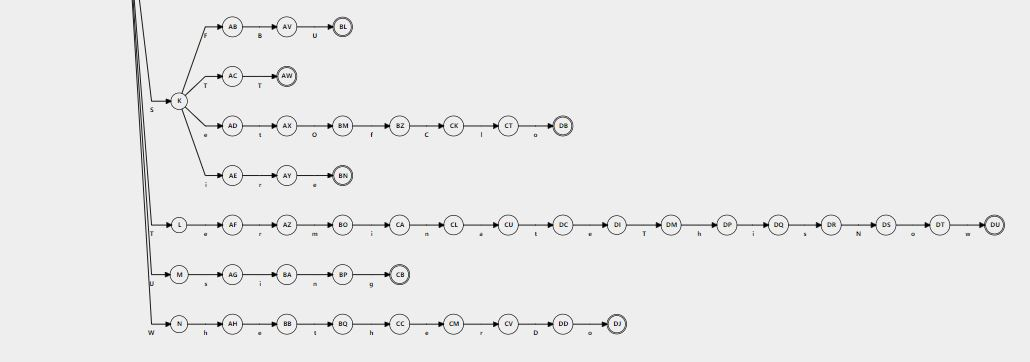 AB AV BL
F B U
AC AW
T T
K
S
AD AX BM BZ CK CT DB
e t O f C l o
AE AY BN
i r e
L AF AZ BO CA CL CU DC DI DM DP DQ DR DS DT DU
T e r m i n a t e T h i s N o w
M AG BA BP CB
U s i n g
N AH BB BQ CC CM CV DD DJ
W h e t h e r D o